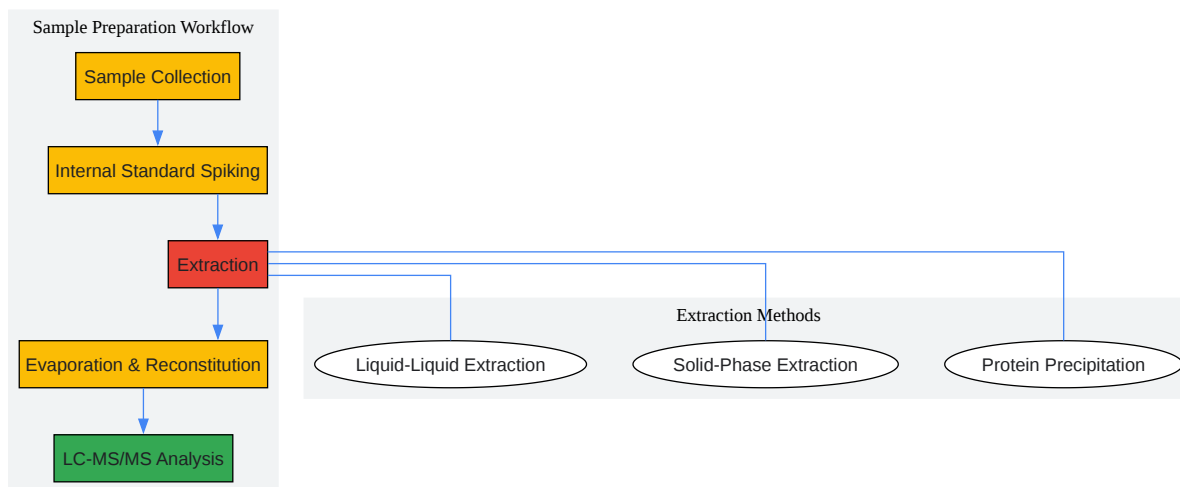 Sample Preparation Workflow
Sample Collection
Internal Standard Spiking
Extraction
Evaporation & Reconstitution
LC-MS/MS Analysis
Extraction Methods
Liquid-Liquid Extraction
Solid-Phase Extraction
Protein Precipitation